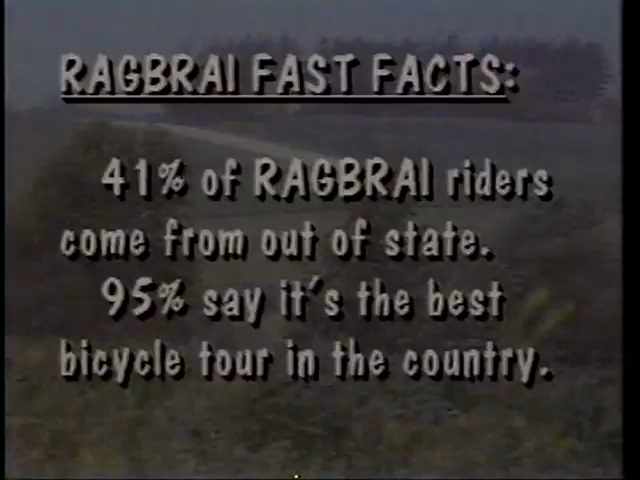 RAGBRAI FAST FACTS:
41% of RAGBRAI riders
come from out of state.
95% say it's the best
bicycle tour in the country.